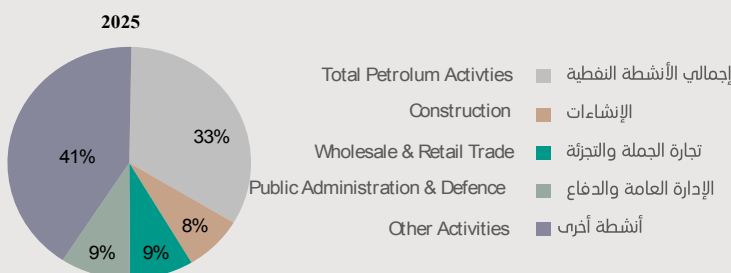 2025
33%
8%
9%
9%
41%
Total Petrolum Activties إجمالي الأنشطة النفطية
Construction الإنشاءات
Wholesale & Retail Trade تجارة الجملة والتجزئة
Public Administration & Defence الإدارة العامة والدفاع
Other Activities أنشطة أخرى